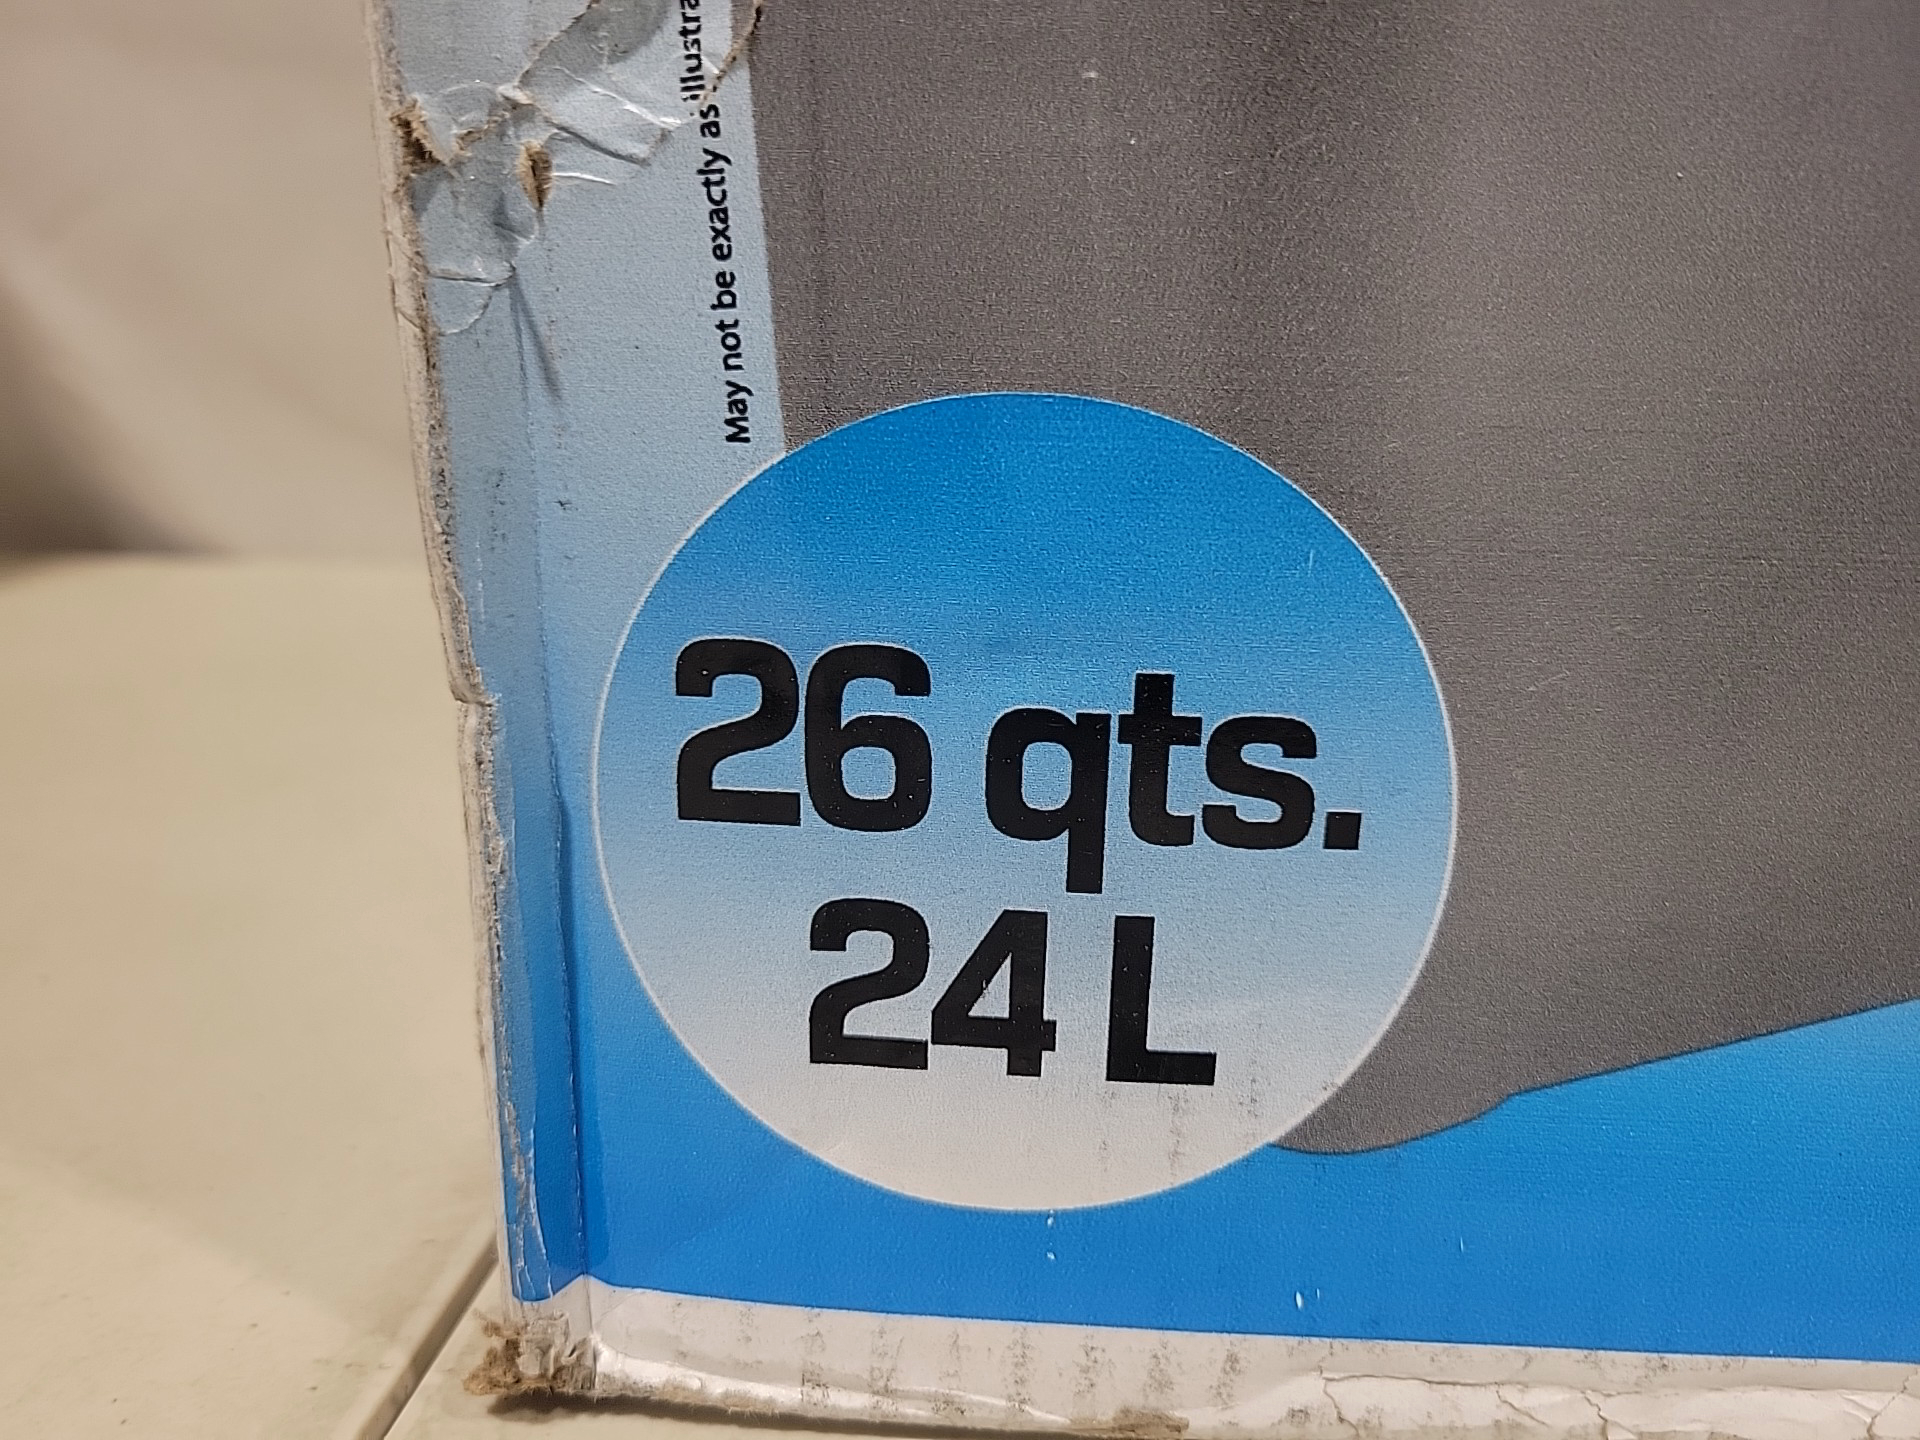 May not be exactly as
26 qts.
24 L